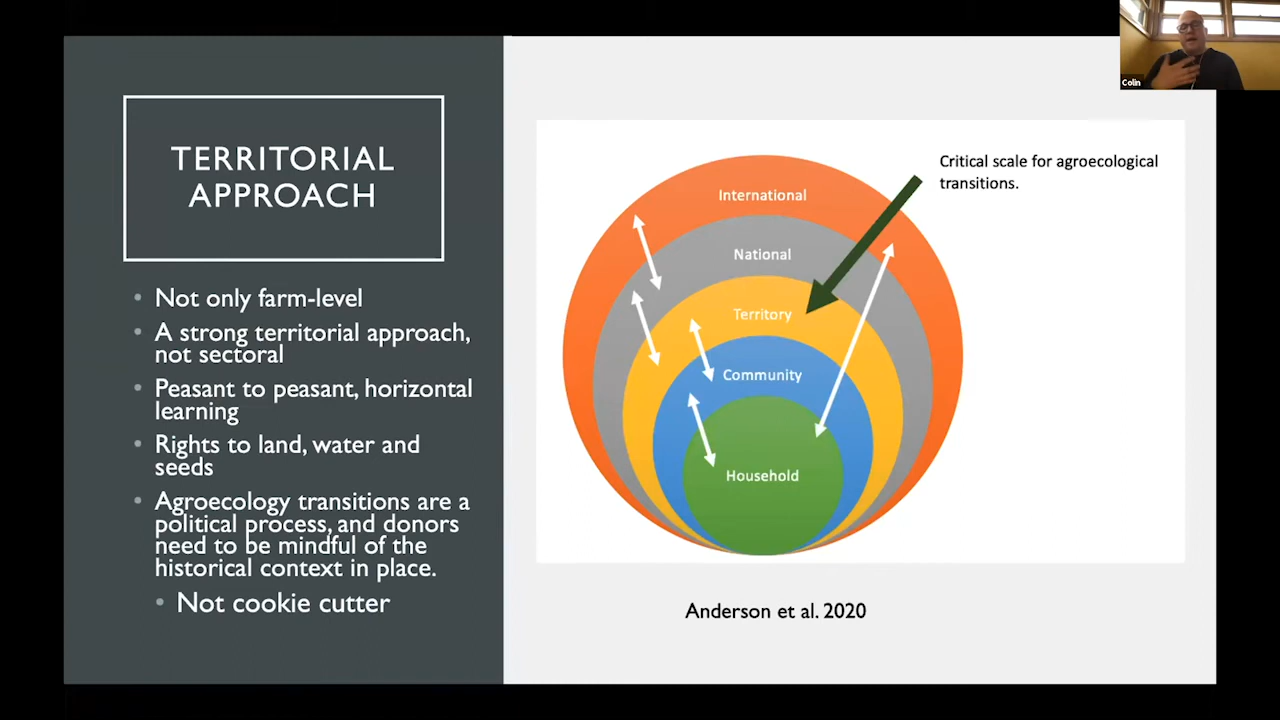 TERRITORIAL
APPROACH
• Not only farm-level
• A strong territorial approach,
not sectoral
• Peasant to peasant, horizontal
learning
• Rights to land, water and
seeds
• Agroecology transitions are a
political process, and donors
need to be mindful of the
historical context in place.
• Not cookie cutter
Critical scale for agroecological
transitions.
International
National
Territory
Community
Household
Anderson et al. 2020
Colin